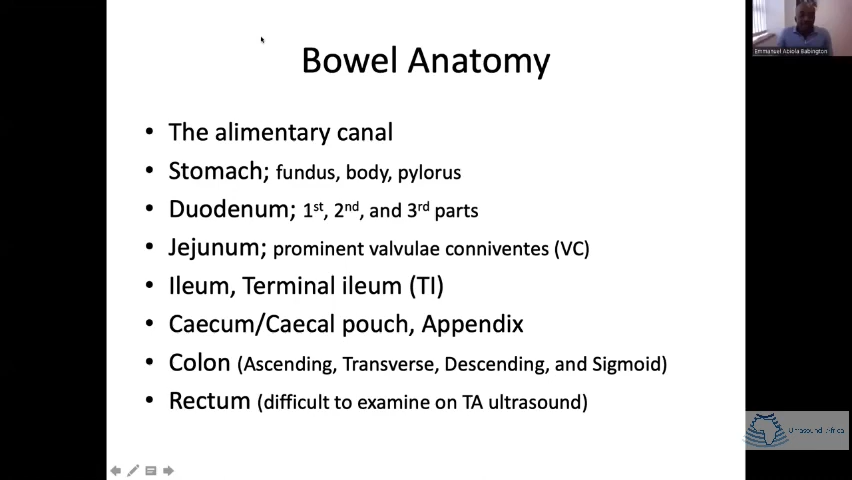 Bowel Anatomy
• The alimentary canal
• Stomach; fundus, body, pylorus
• Duodenum; 1st, 2nd, and 3rd parts
• Jejunum; prominent valvulae conniventes (VC)
• Ileum, Terminal ileum (TI)
• Caecum/Caecal pouch, Appendix
• Colon (Ascending, Transverse, Descending, and Sigmoid)
• Rectum (difficult to examine on TA ultrasound)
Emmanuel Abiola Babington
Ultrasound Africa